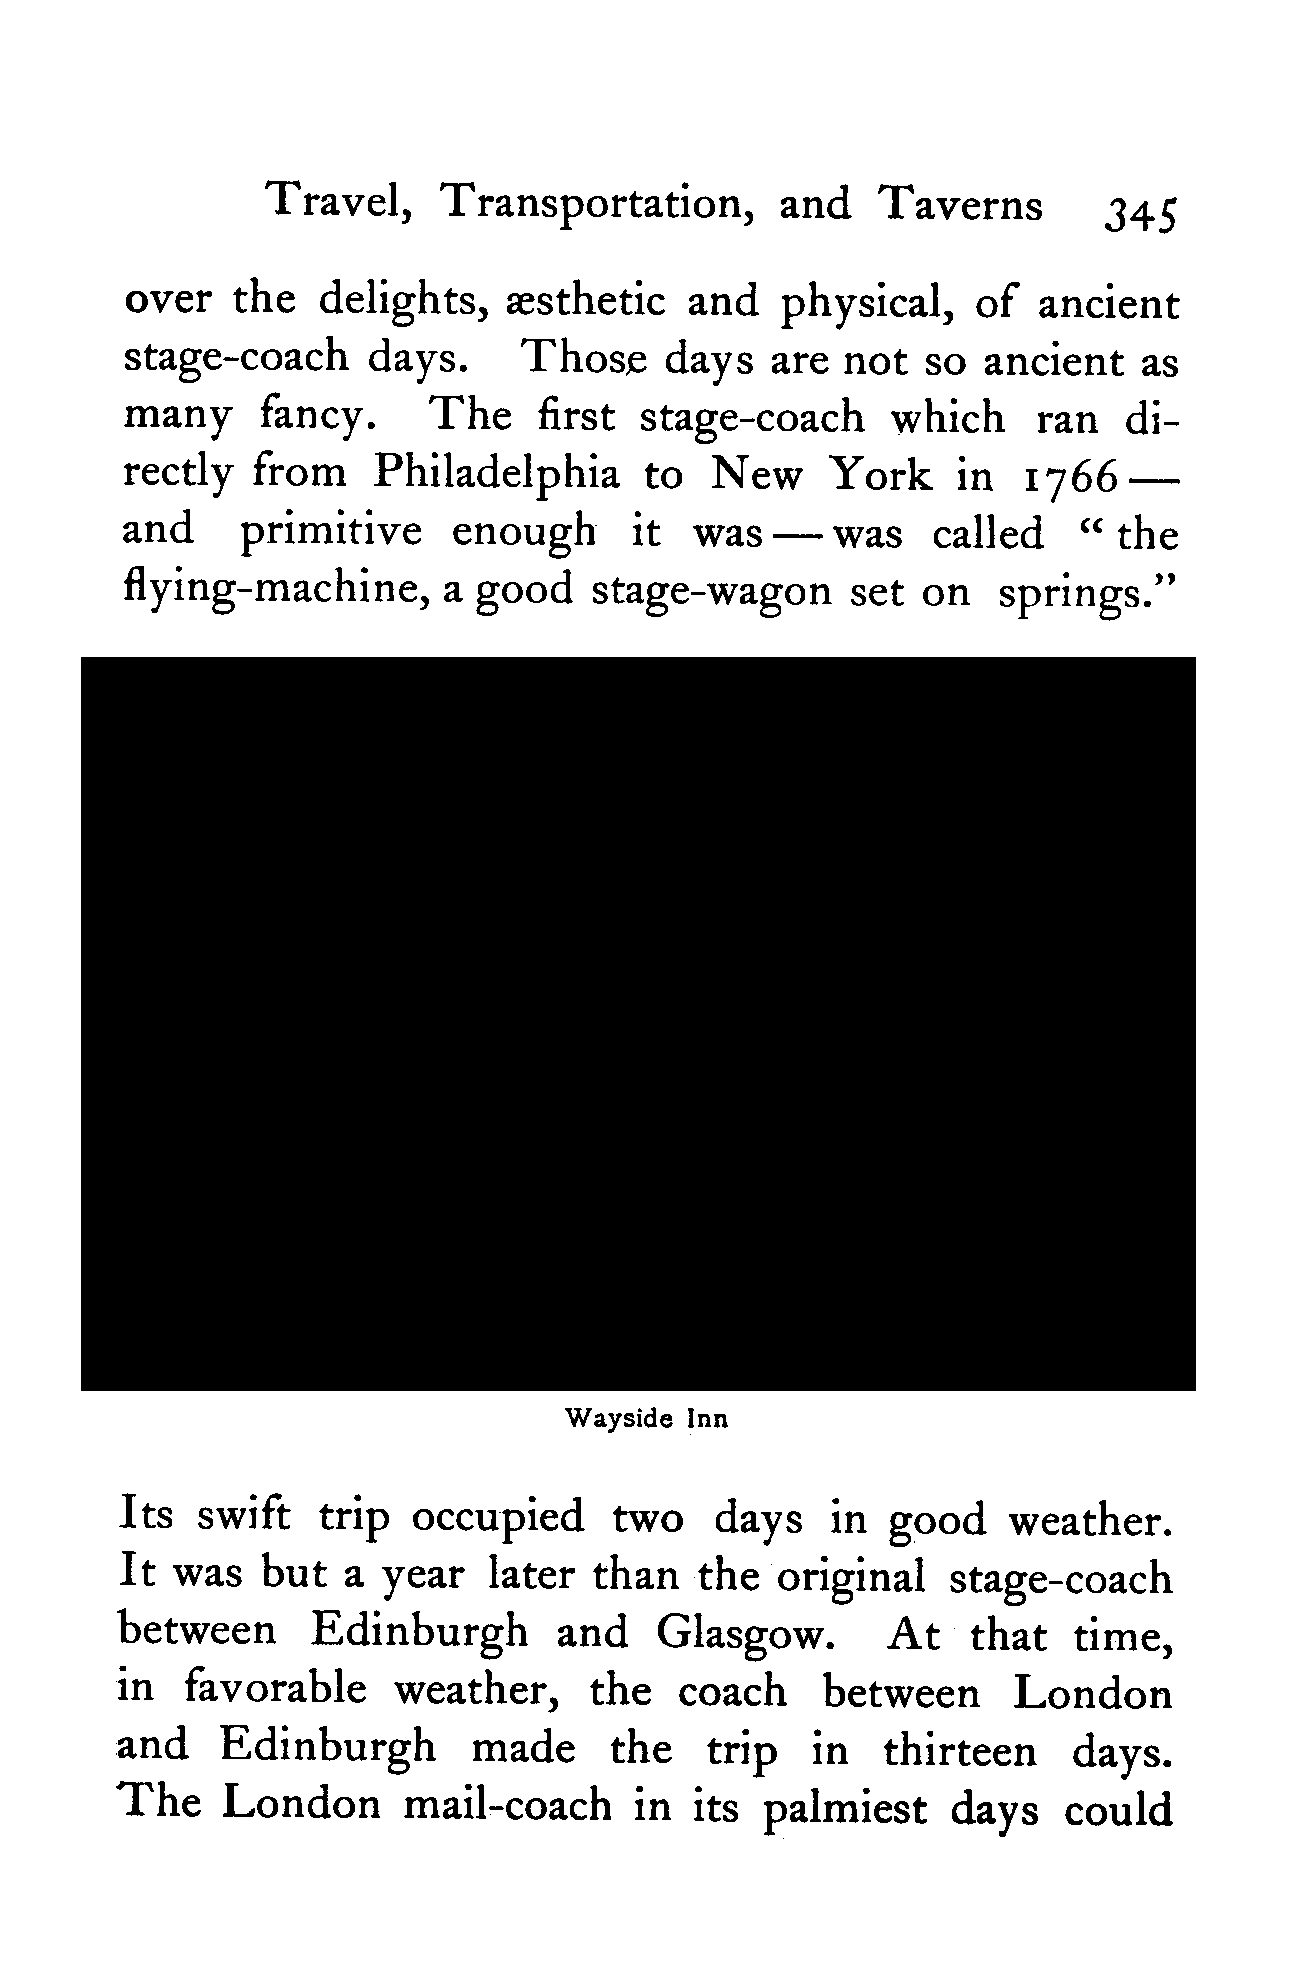 Travel, Transportation, and Taverns 345
over the delights, æsthetic and physical, of ancient
stage-coach days. Those days are not so ancient as
many fancy. The first stage-coach which ran di-
rectly from Philadelphia to New York in 1766—
and primitive enough it was—was called “ the
flying-machine, a good stage-wagon set on springs.”
Wayside Inn
Its swift trip occupied two days in good weather.
It was but a year later than the original stage-coach
between Edinburgh and Glasgow. At that time,
in favorable weather, the coach between London
and Edinburgh made the trip in thirteen days.
The London mail-coach in its palmiest days could